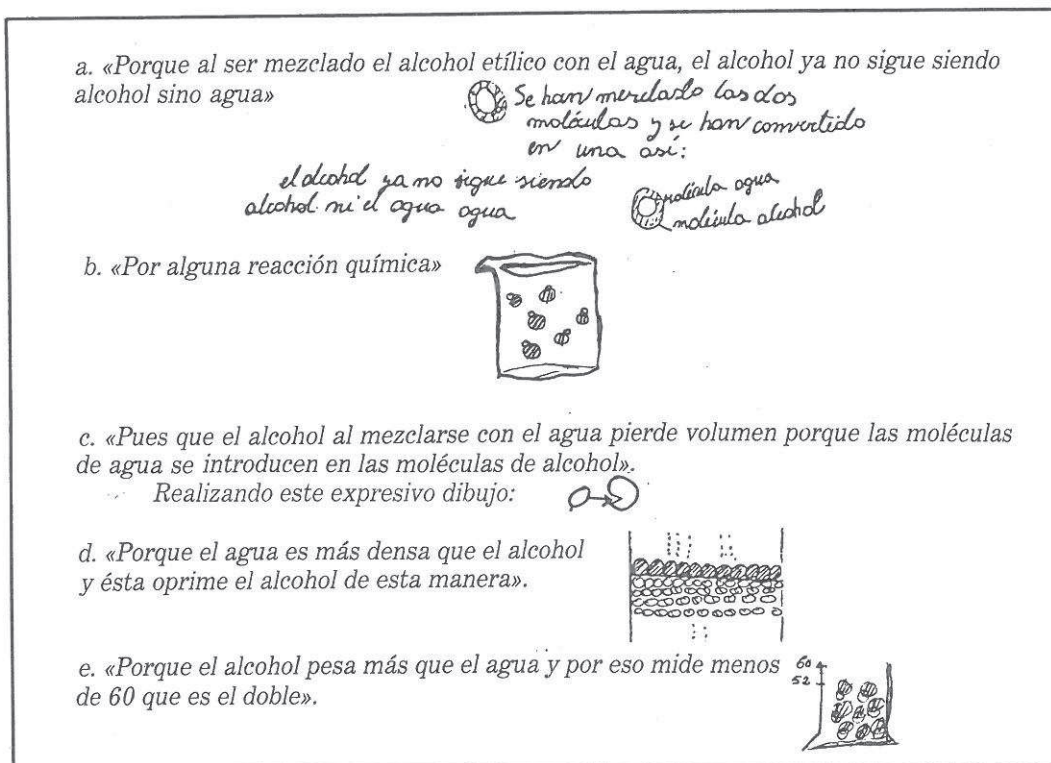 a. «Porque al ser mezclado el alcohol etílico con el agua, el alcohol ya no sigue siendo
alcohol sino agua»
Se han mezclado las dos
moléculas y se han convertido
en una así:
el alcohol ya no sigue siendo
alcohol ni el agua agua
molécula agua
molécula alcohol
b. «Por alguna reacción química»
c. «Pues que el alcohol al mezclarse con el agua pierde volumen porque las moléculas
de agua se introducen en las moléculas de alcohol».
Realizando este expresivo dibujo:
d. «Porque el agua es más densa que el alcohol
y ésta oprime el alcohol de esta manera».
e. «Porque el alcohol pesa más que el agua y por eso mide menos
de 60 que es el doble».
60
52